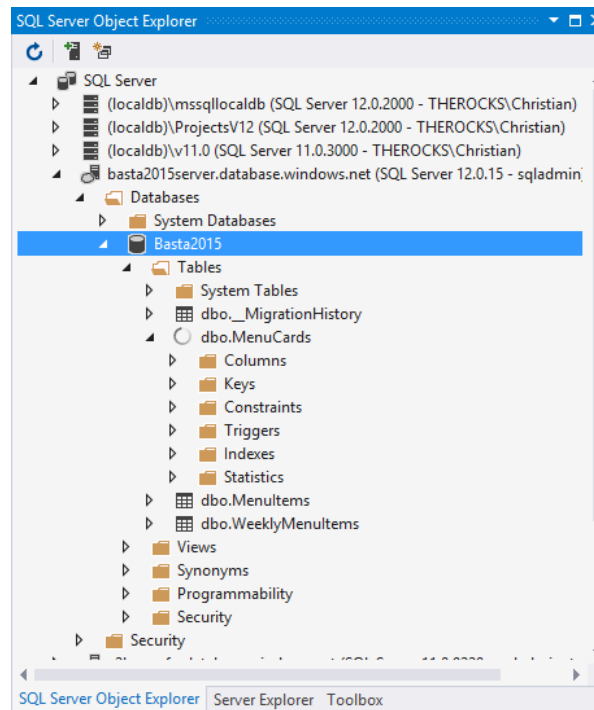 SQL Server Object Explorer
SQL Server
(localdb)\mssqllocaldb (SQL Server 12.0.2000 - THEROCKS\Christian)
(localdb)\ProjectsV12 (SQL Server 12.0.2000 - THEROCKS\Christian)
(localdb)\v11.0 (SQL Server 11.0.3000 - THEROCKS\Christian)
basta2015server.database.windows.net (SQL Server 12.0.15 - sqladmin
Databases
System Databases
Basta2015
Tables
System Tables
dbo.__MigrationHistory
dbo.MenuCards
Columns
Keys
Constraints
Triggers
Indexes
Statistics
dbo.MenuItems
dbo.WeeklyMenuItems
Views
Synonyms
Programmability
Security
Security
SQL Server Object Explorer Server Explorer Toolbox